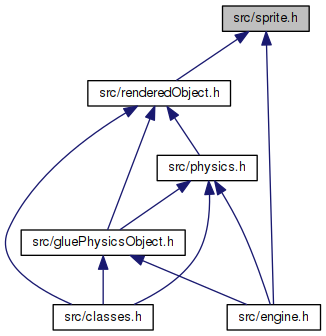 src/sprite.h
src/renderedObject.h
src/physics.h
src/gluePhysicsObject.h
src/classes.h
src/engine.h